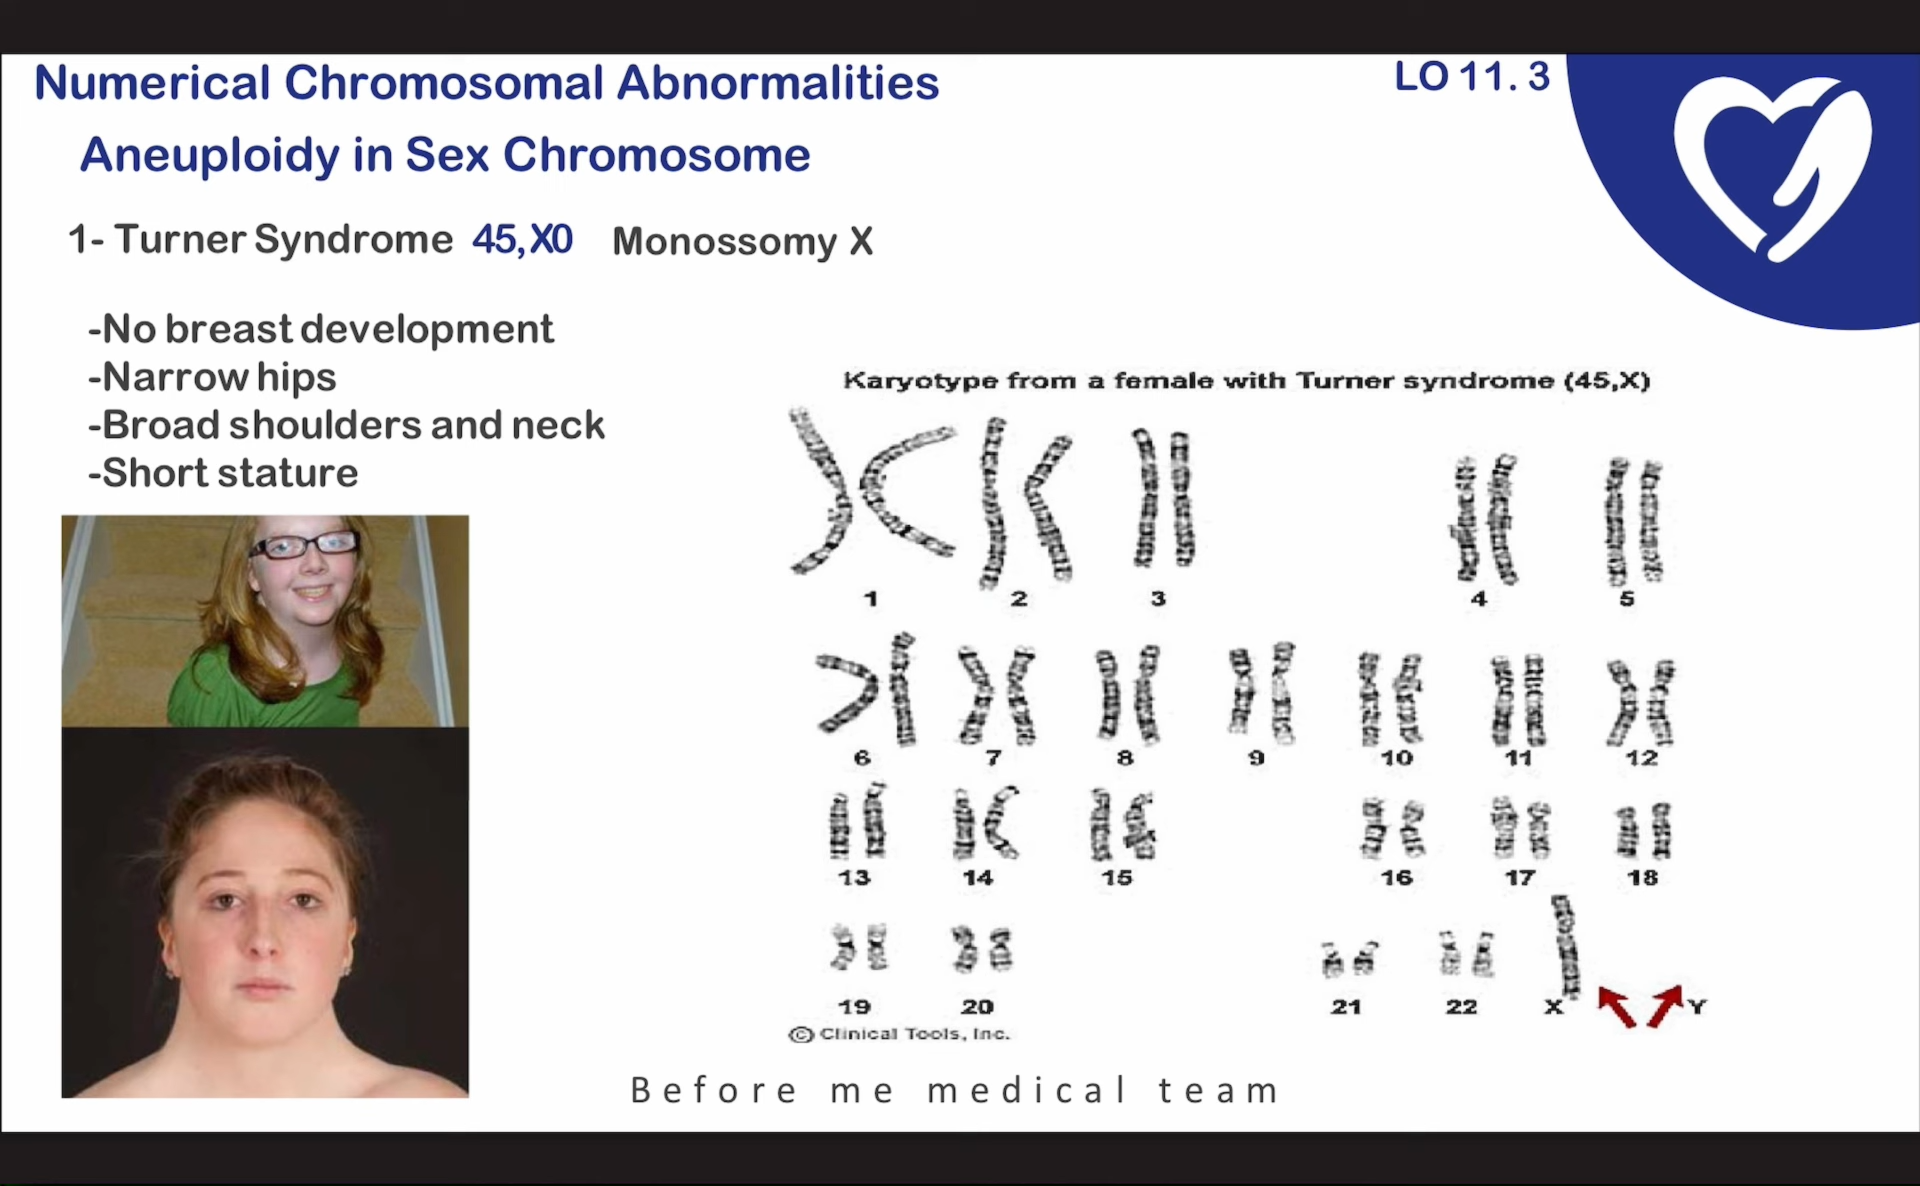 Numerical Chromosomal Abnormalities
LO 11. 3
Aneuploidy in Sex Chromosome
1- Turner Syndrome 45,X0 Monossomy X
-No breast development
-Narrow hips
-Broad shoulders and neck
-Short stature
Karyotype from a female with Turner syndrome (45,X)
1 2 3 4 5
6 7 8 9 10 11 12
13 14 15 16 17 18
19 20 21 22 X Y
© Clinical Tools, Inc.
Before me medical team